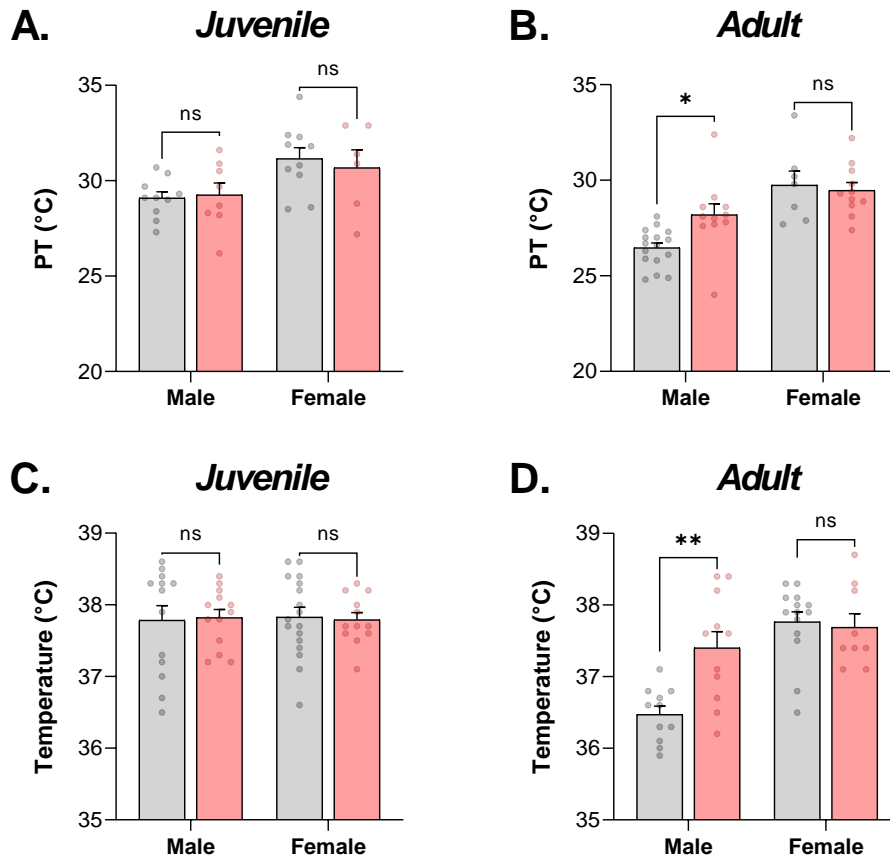 A. Juvenile
PT (°C)
35
30
25
20
ns
ns
Male Female
B. Adult
PT (°C)
35
30
25
20
*
ns
Male Female
C. Juvenile
Temperature (°C)
39
38
37
36
35
ns
ns
Male Female
D. Adult
Temperature (°C)
39
38
37
36
35
**
ns
Male Female